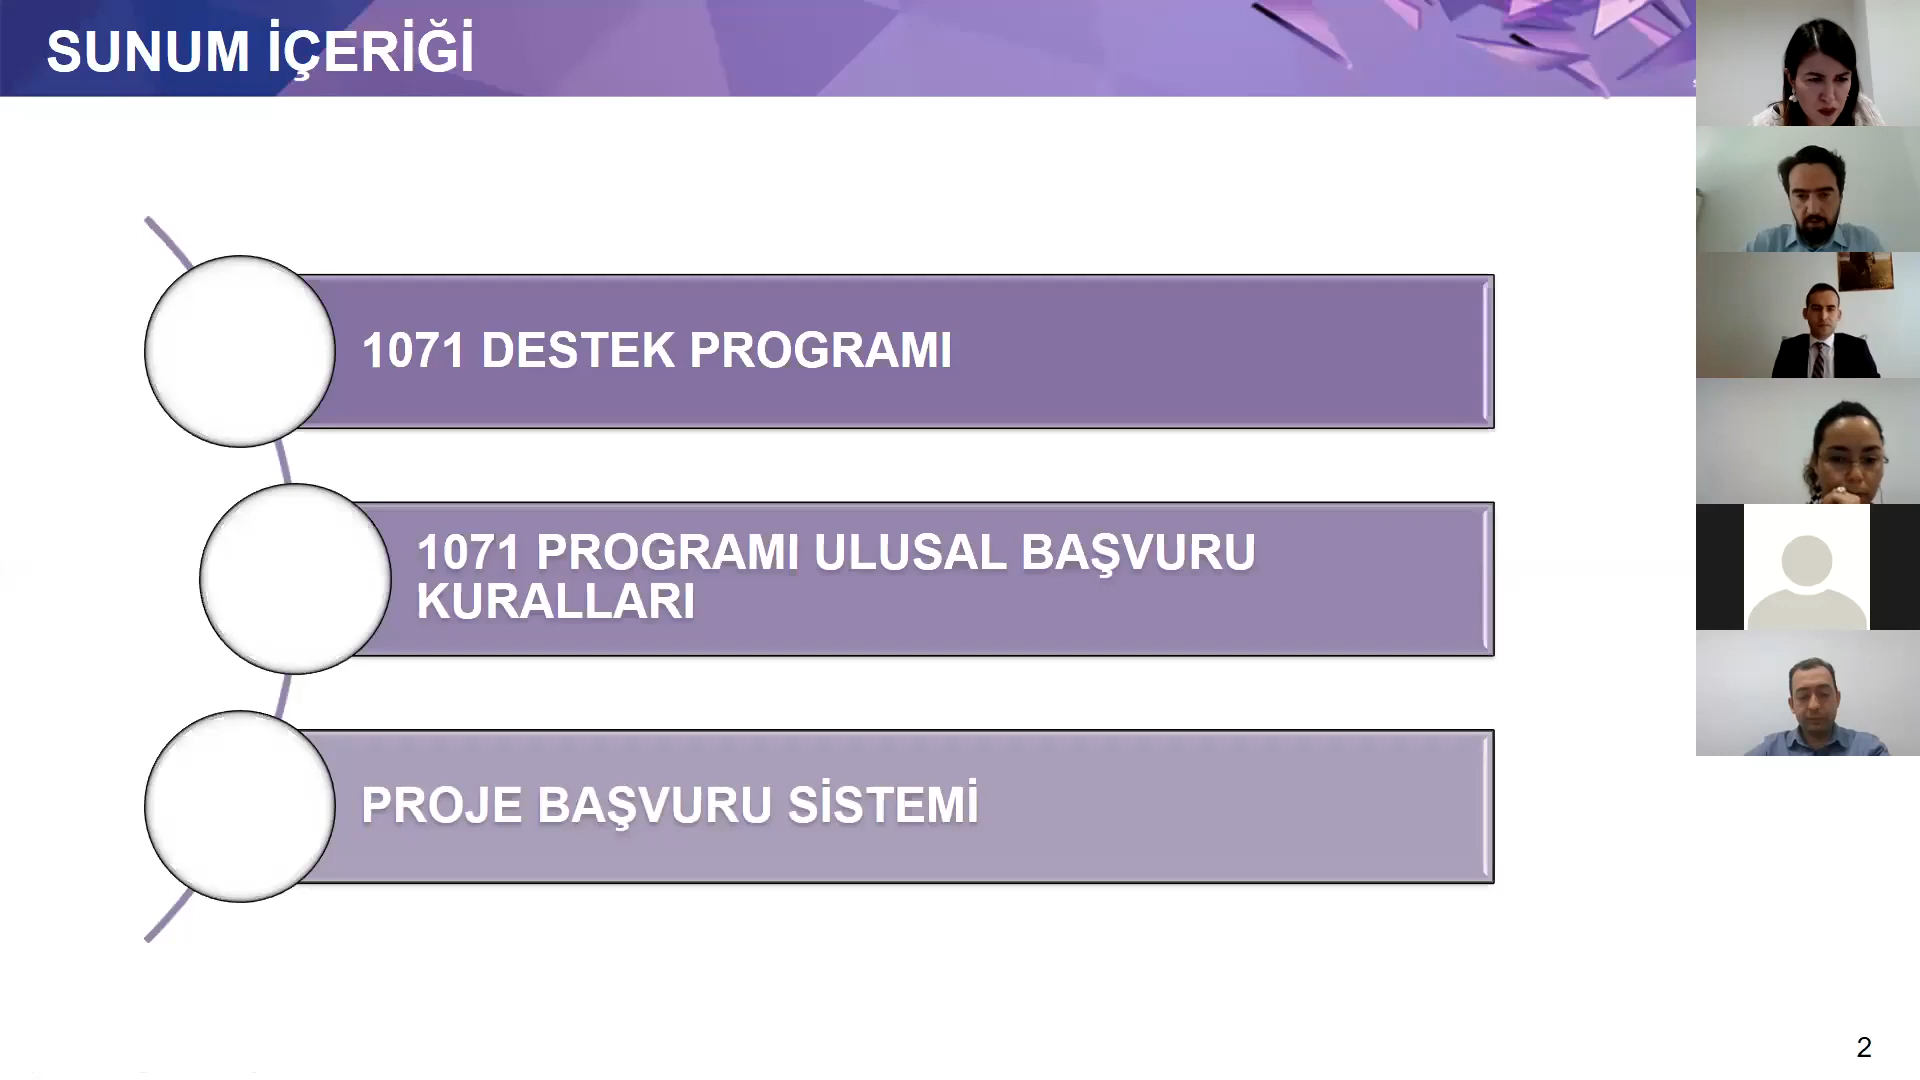 SUNUM İÇERİĞİ
1071 DESTEK PROGRAMI
1071 PROGRAMI ULUSAL BAŞVURU
KURALLARI
PROJE BAŞVURU SİSTEMİ
2